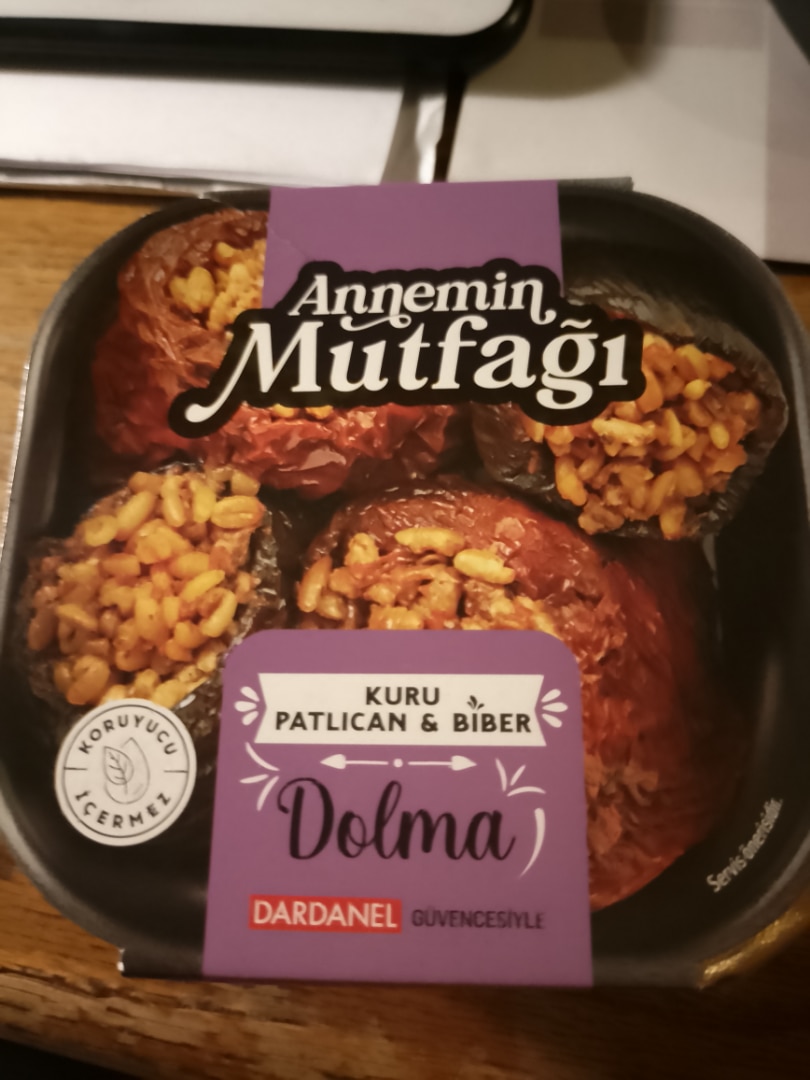 Annemin
Mutfağı
KURU
PATLICAN & BİBER
Dolma
DARDANEL GÜVENCESİYLE
KORUYUCU
İÇERMEZ
Servis önerisidir.